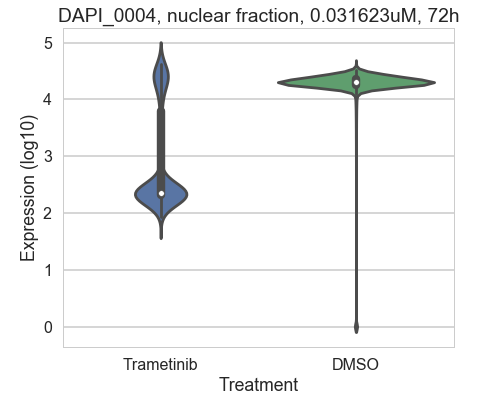 DAPI_0004, nuclear fraction, 0.031623uM, 72h
Expression (log10)
5
4
3
2
1
0
Trametinib DMSO
Treatment